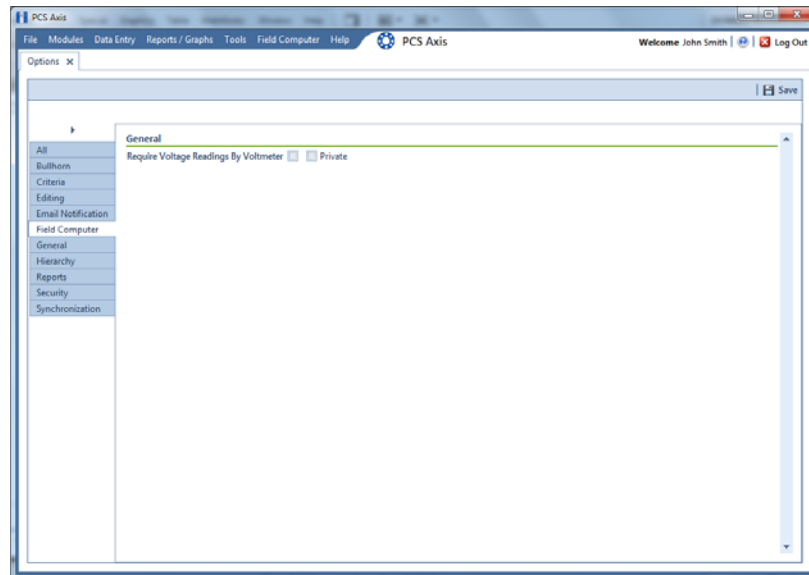 PCS Axis
File Modules Data Entry Reports / Graphs Tools Field Computer Help PCS Axis Welcome John Smith Log Out
Options x
Save
General
Require Voltage Readings By Voltmeter Private
All
Bullhorn
Criteria
Editing
Email Notification
Field Computer
General
Hierarchy
Reports
Security
Synchronization